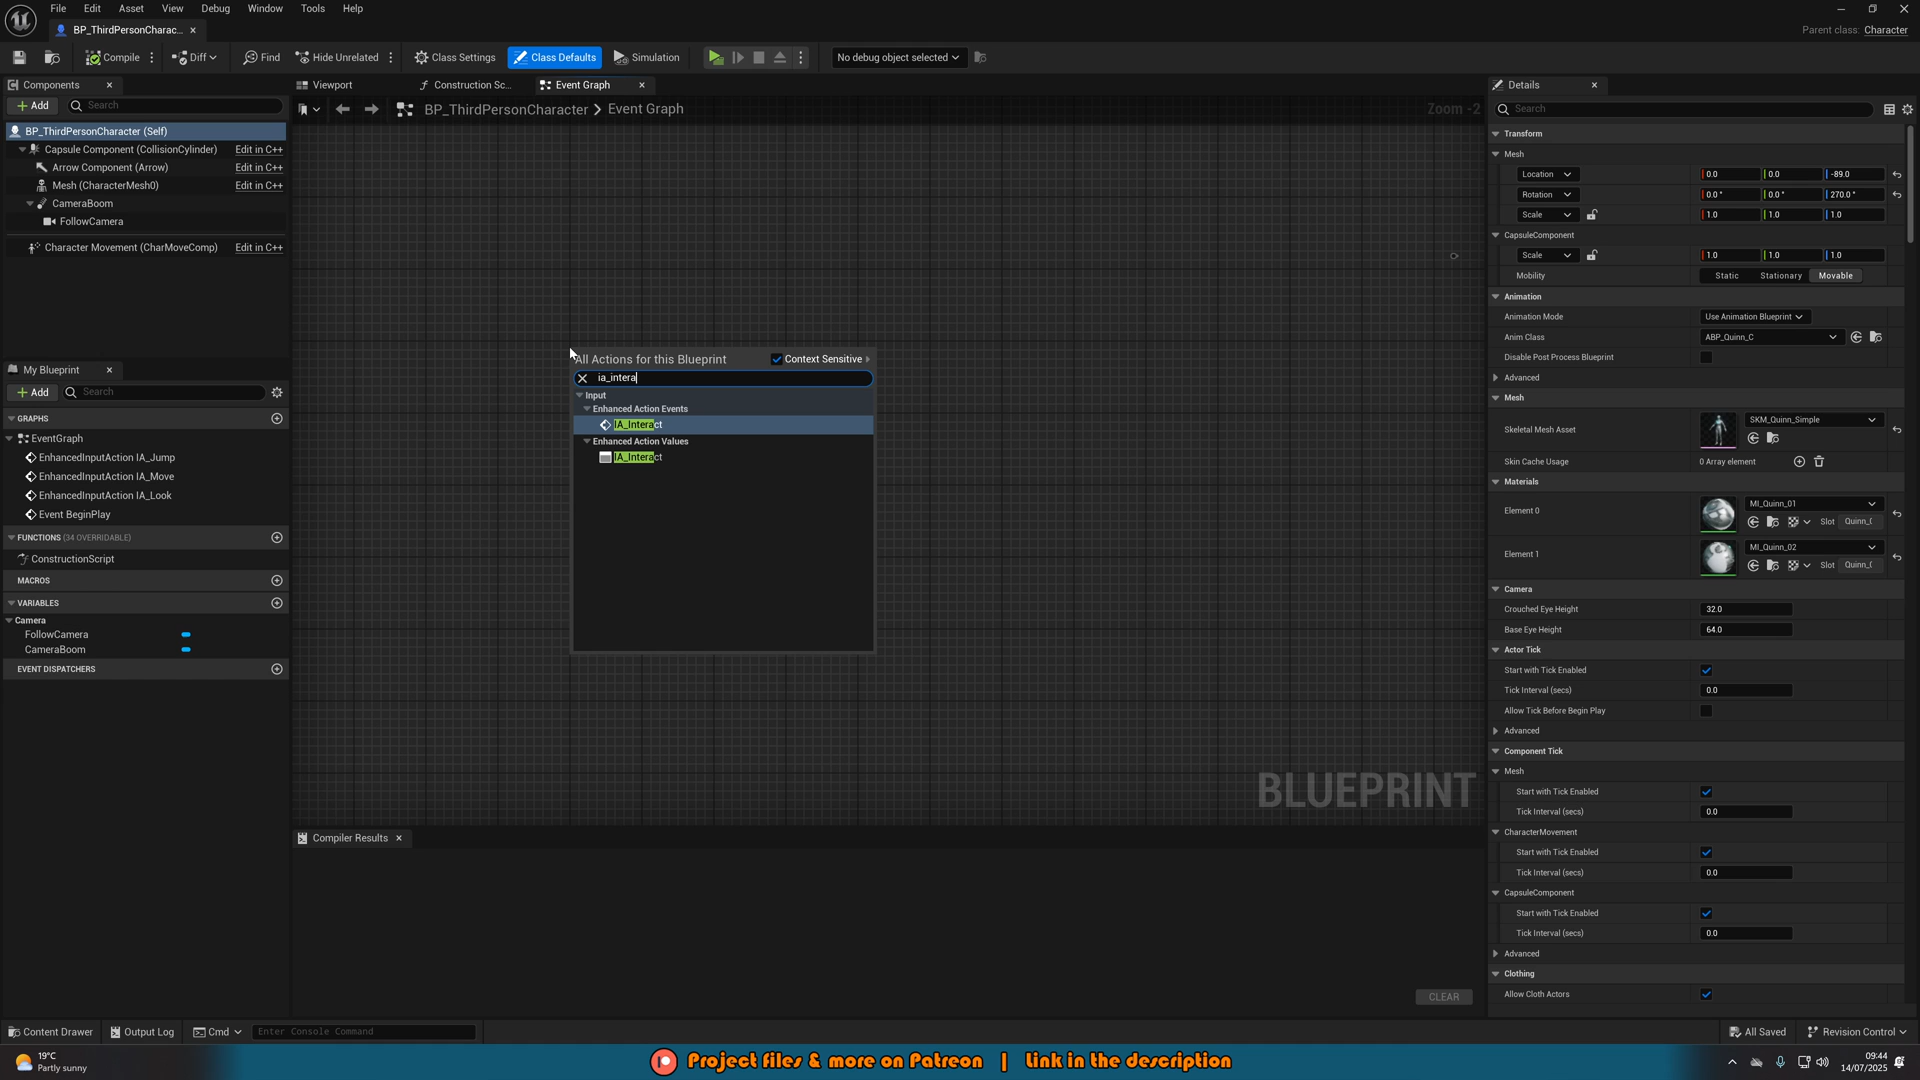 File Edit Asset View Debug Window Tools Help
BP_ThirdPersonCharac...
Parent class: Character
Compile Diff Find Hide Unrelated Class Settings Class Defaults Simulation No debug object selected
Components
Add Search
BP_ThirdPersonCharacter (Self)
Capsule Component (CollisionCylinder) Edit in C++
Arrow Component (Arrow) Edit in C++
Mesh (CharacterMesh0) Edit in C++
CameraBoom
FollowCamera
Character Movement (CharMoveComp) Edit in C++
My Blueprint
Add Search
GRAPHS
EventGraph
EnhancedInputAction IA_Jump
EnhancedInputAction IA_Move
EnhancedInputAction IA_Look
Event BeginPlay
FUNCTIONS (34 OVERRIDABLE)
ConstructionScript
MACROS
VARIABLES
Camera
FollowCamera
CameraBoom
EVENT DISPATCHERS
Viewport Construction Sc... Event Graph
BP_ThirdPersonCharacter > Event Graph
Zoom -2
All Actions for this Blueprint Context Sensitive
ia_intera
Input
Enhanced Action Events
IA_Interact
Enhanced Action Values
IA_Interact
BLUEPRINT
Compiler Results
CLEAR
Details
Search
Transform
Mesh
Location 0.0 0.0 -89.0
Rotation 0.0 ° 0.0 ° 270.0 °
Scale 1.0 1.0 1.0
CapsuleComponent
Scale 1.0 1.0 1.0
Mobility Static Stationary Movable
Animation
Animation Mode Use Animation Blueprint
Anim Class ABP_Quinn_C
Disable Post Process Blueprint
Advanced
Mesh
Skeletal Mesh Asset SKM_Quinn_Simple
Skin Cache Usage 0 Array element
Materials
Element 0 MI_Quinn_01
Slot Quinn_(
Element 1 MI_Quinn_02
Slot Quinn_(
Camera
Crouched Eye Height 32.0
Base Eye Height 64.0
Actor Tick
Start with Tick Enabled
Tick Interval (secs) 0.0
Allow Tick Before Begin Play
Advanced
Component Tick
Mesh
Start with Tick Enabled
Tick Interval (secs) 0.0
CharacterMovement
Start with Tick Enabled
Tick Interval (secs) 0.0
CapsuleComponent
Start with Tick Enabled
Tick Interval (secs) 0.0
Advanced
Clothing
Allow Cloth Actors
Content Drawer Output Log Cmd Enter Console Command All Saved Revision Control
19°C
Partly sunny
Project files & more on Patreon | Link in the description
09:44
14/07/2025